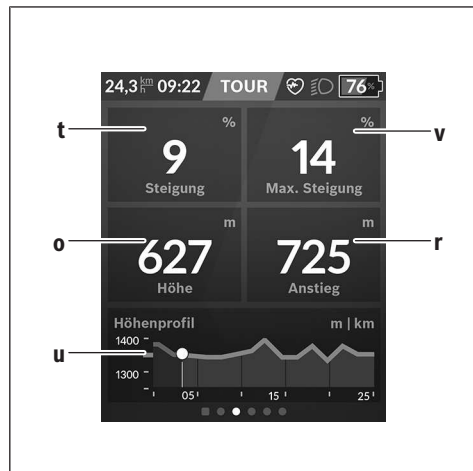 24,3 km/h 09:22 TOUR 76%
t
% %
v
9 14
Steigung Max. Steigung
m m
o
r
627 725
Höhe Anstieg
Höhenprofil m | km
1400
u
1300
05 15 25